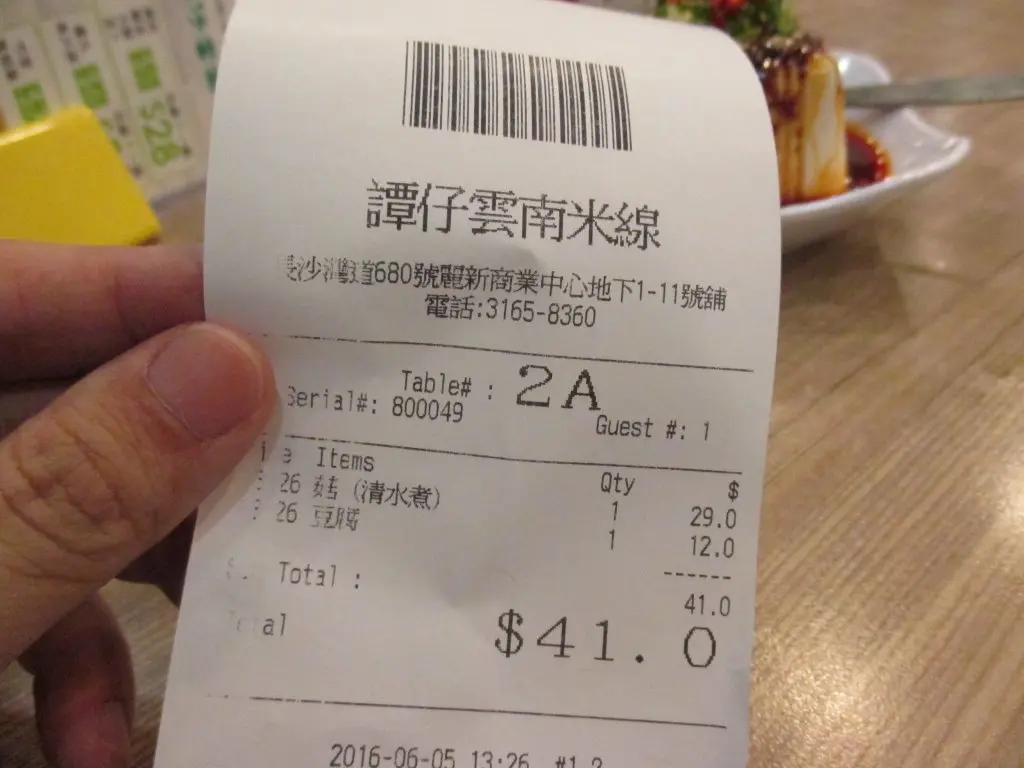 譚仔雲南米線
長沙灣道680號麗新商業中心地下1-11號舖
電話:3165-8360
Table# : 2A
Serial#: 800049 Guest #: 1
Items Qty $
26 菇 (清水煮) 1 29.0
26 豆腐 1 12.0
------
Total : 41.0
$41.0
2016-06-05 13:26
$26